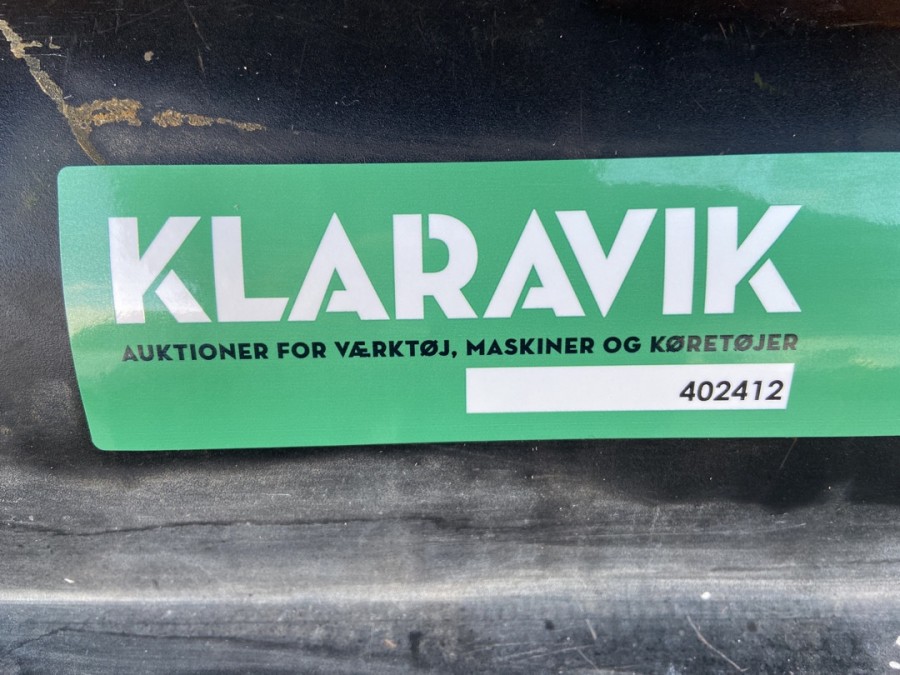 KLARAVIK
AUKTIONER FOR VÆRKTØJ, MASKINER OG KØRETØJER
402412